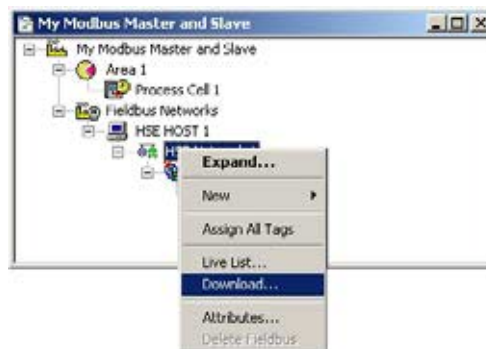 My Modbus Master and Slave
My Modbus Master and Slave
Area 1
Process Cell 1
Fieldbus Networks
HSE HOST 1
Expand...
New
Assign All Tags
Live List...
Download...
Attributes...
Delete Fieldbus